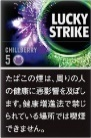 LUCKY
STRIKE
CHILLBERRY
5
たばこの煙は、周りの人
の健康に悪影響を及ぼし
ます。健康増進法で禁じ
られている場所では喫煙
できません。